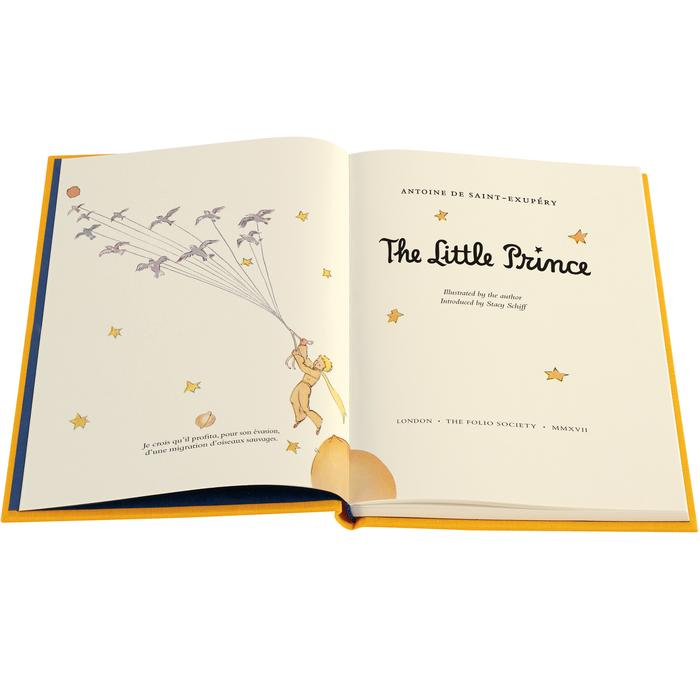 Je crois qu'il profita, pour son évasion,
d'une migration d'oiseaux sauvages.
ANTOINE DE SAINT-EXUPÉRY
The Little Prince
Illustrated by the author
Introduced by Stacy Schiff
LONDON · THE FOLIO SOCIETY · MMXVII